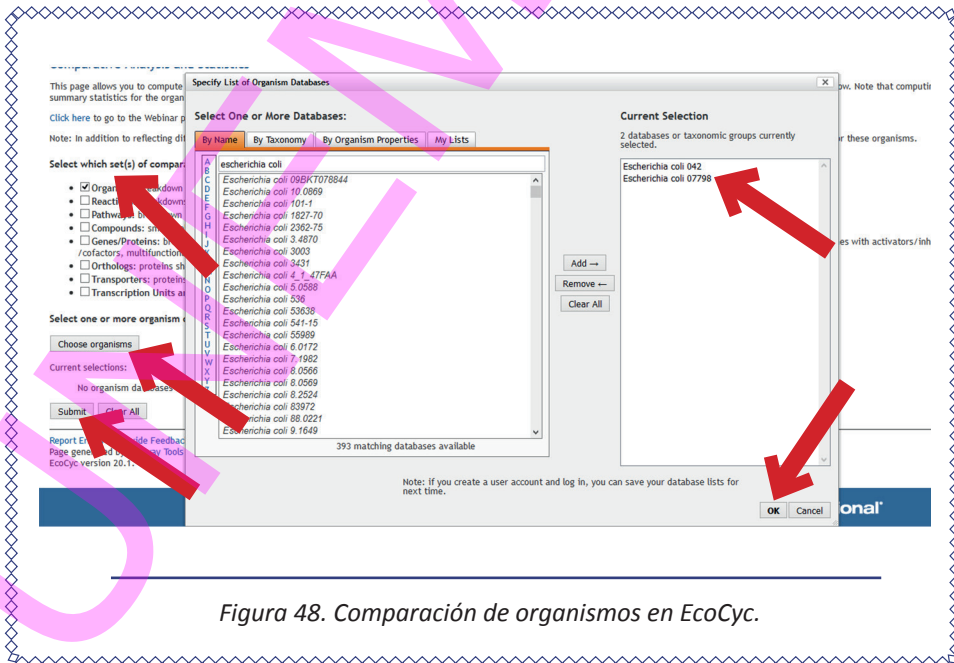 This page allows you to compute
summary statistics for the organ
Click here to go to the Webinar p
Note: In addition to reflecting dif
Select which set(s) of compar
Reaction
Pathway
Compounds: sm
Genes/Proteins: b
/cofactors, multifunction
Orthologs: proteins sh
Transporters: proteins
Transcription Units a
Select one or more organism
Choose organisms
Current selections:
No organism databases
Submit Clear All
Report Er
Page generated by
EcoCyc version 20.1.
Specify List of Organism Databases X
Select One or More Databases:
By Name By Taxonomy By Organism Properties My Lists
A
B
C
D
E
F
G
H
I
J
N
O
P
Q
R
S
T
U
V
W
X
Y
escherichia coli
Escherichia coli 09BKT078844
Escherichia coli 10.0869
Escherichia coli 101-1
Escherichia coli 1827-70
Escherichia coli 2362-75
Escherichia coli 3.4870
Escherichia coli 3003
Escherichia coli 3431
Escherichia coli 4_1_47FAA
Escherichia coli 5.0588
Escherichia coli 536
Escherichia coli 53638
Escherichia coli 541-15
Escherichia coli 55989
Escherichia coli 6.0172
Escherichia coli 7.1982
Escherichia coli 8.0566
Escherichia coli 8.0569
Escherichia coli 8.2524
Escherichia coli 83972
Escherichia coli 88.0221
Escherichia coli 9.1649
393 matching databases available
Add →
Remove ←
Clear All
Current Selection
2 databases or taxonomic groups currently
selected.
Escherichia coli 042
Escherichia coli 07798
Note: if you create a user account and log in, you can save your database lists for
next time.
OK Cancel
ow. Note that computin
r these organisms.
es with activators/inh
onal
Figura 48. Comparación de organismos en EcoCyc.